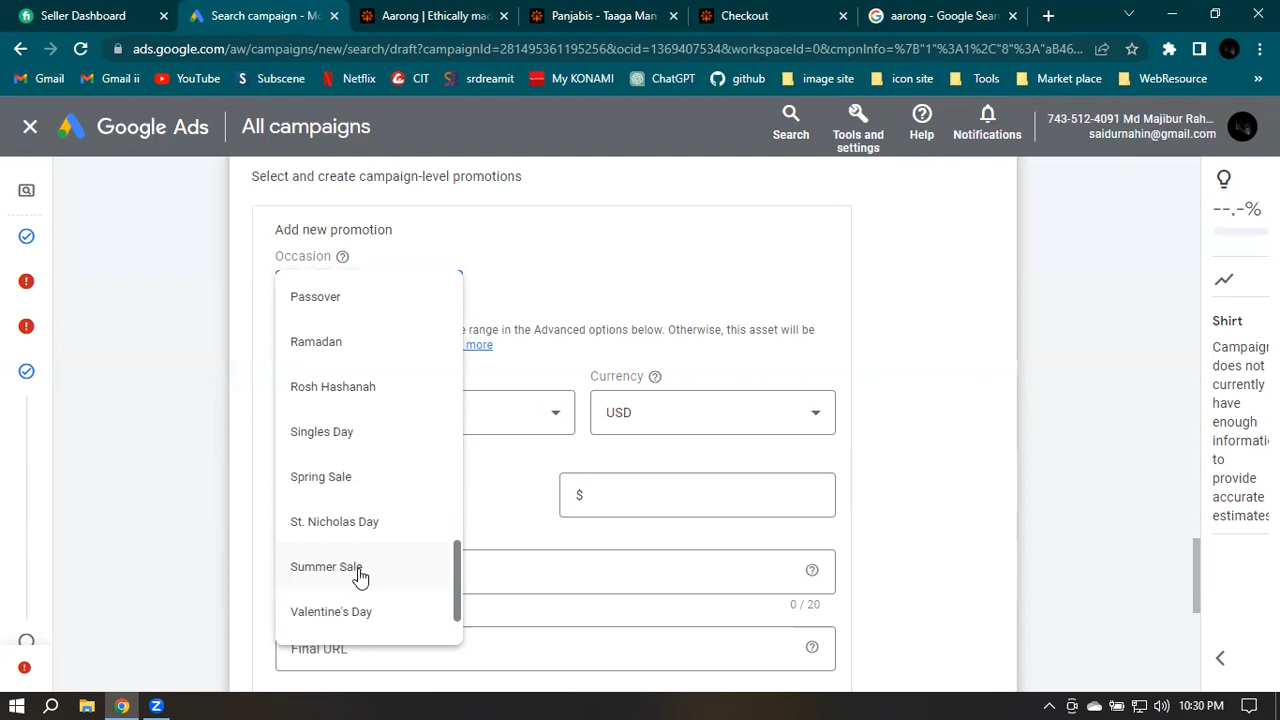 Seller Dashboard
Search campaign - Mo
Aarong | Ethically mad
Panjabis - Taaga Man
Checkout
aarong - Google Sear
ads.google.com/aw/campaigns/new/search/draft?campaignId=281495361195256&ocid=1369407534&workspaceId=0&cmpnInfo=%7B"1"%3A1%2C"8"%3A"aB46...
Gmail
Gmail ii
YouTube
Subscene
Netflix
CIT
srdreamit
My KONAMI
ChatGPT
github
image site
icon site
Tools
Market place
WebResource
Google Ads
All campaigns
Search
Tools and
settings
Help
Notifications
743-512-4091 Md Majibur Rah...
saidurnahin@gmail.com
Select and create campaign-level promotions
Add new promotion
Occasion
Passover
Ramadan
Rosh Hashanah
Singles Day
Spring Sale
St. Nicholas Day
Summer Sale
Valentine's Day
e range in the Advanced options below. Otherwise, this asset will be
more
Currency
USD
$
0 / 20
Final URL
--.-%
Shirt
Campaign
does not
currently
have
enough
informati
to
provide
accurate
estimates
10:30 PM